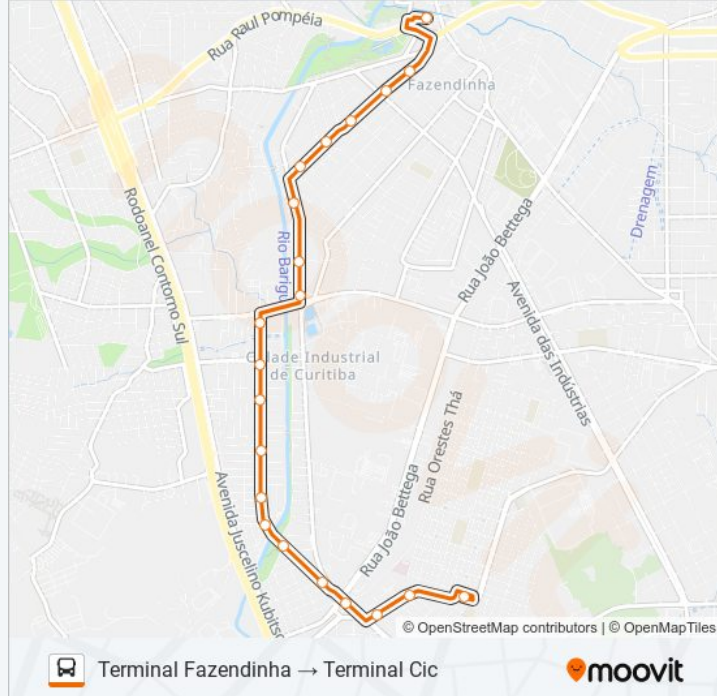 Rua Raul Pompéia
Fazendinha
Drenagem
Rua João Bettega
Rodoanel Contorno Sul
Rio Barigu
Avenida das Indústrias
Cidade Industrial
de Curitiba
Rua Orestes Thá
Rua João Bettega
Avenida Juscelino Kubitsc
© OpenStreetMap contributors | © OpenMapTiles
Terminal Fazendinha → Terminal Cic
moovit